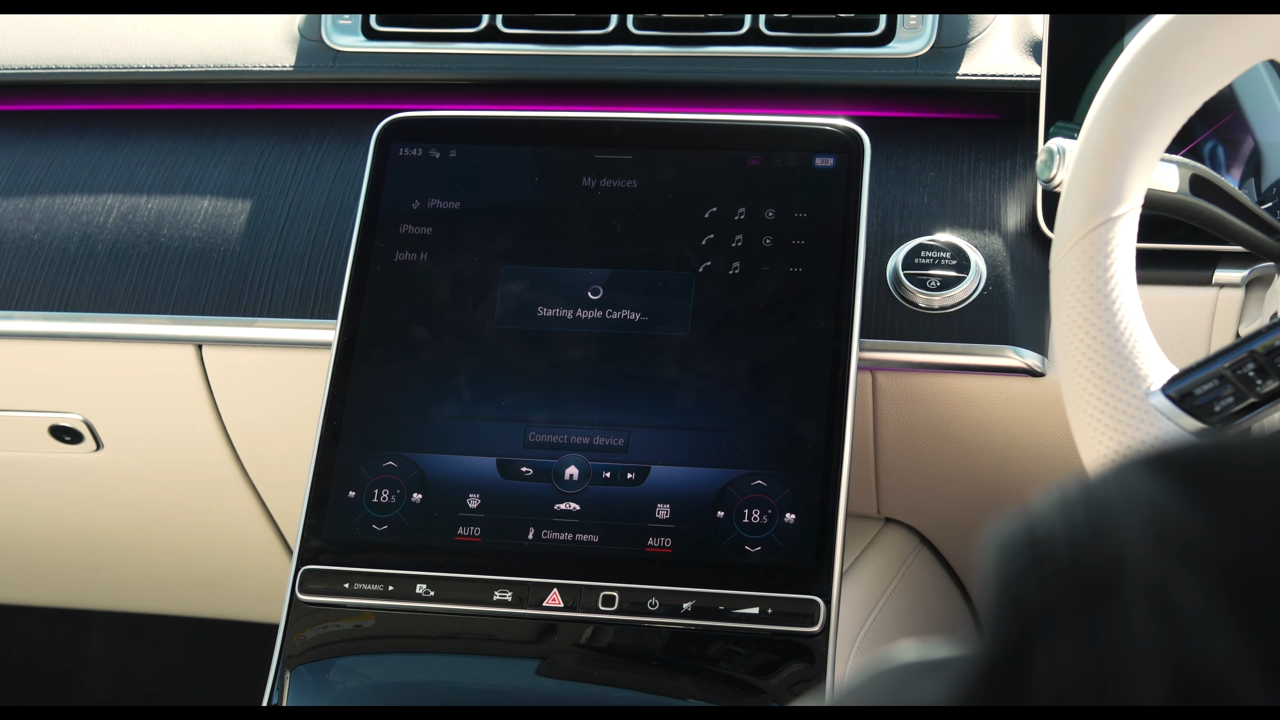 15:43
My devices
iPhone
iPhone
John H
Starting Apple CarPlay...
Connect new device
18.5°
MAX
REAR
18.5°
AUTO
Climate menu
AUTO
DYNAMIC
ENGINE
START / STOP
A